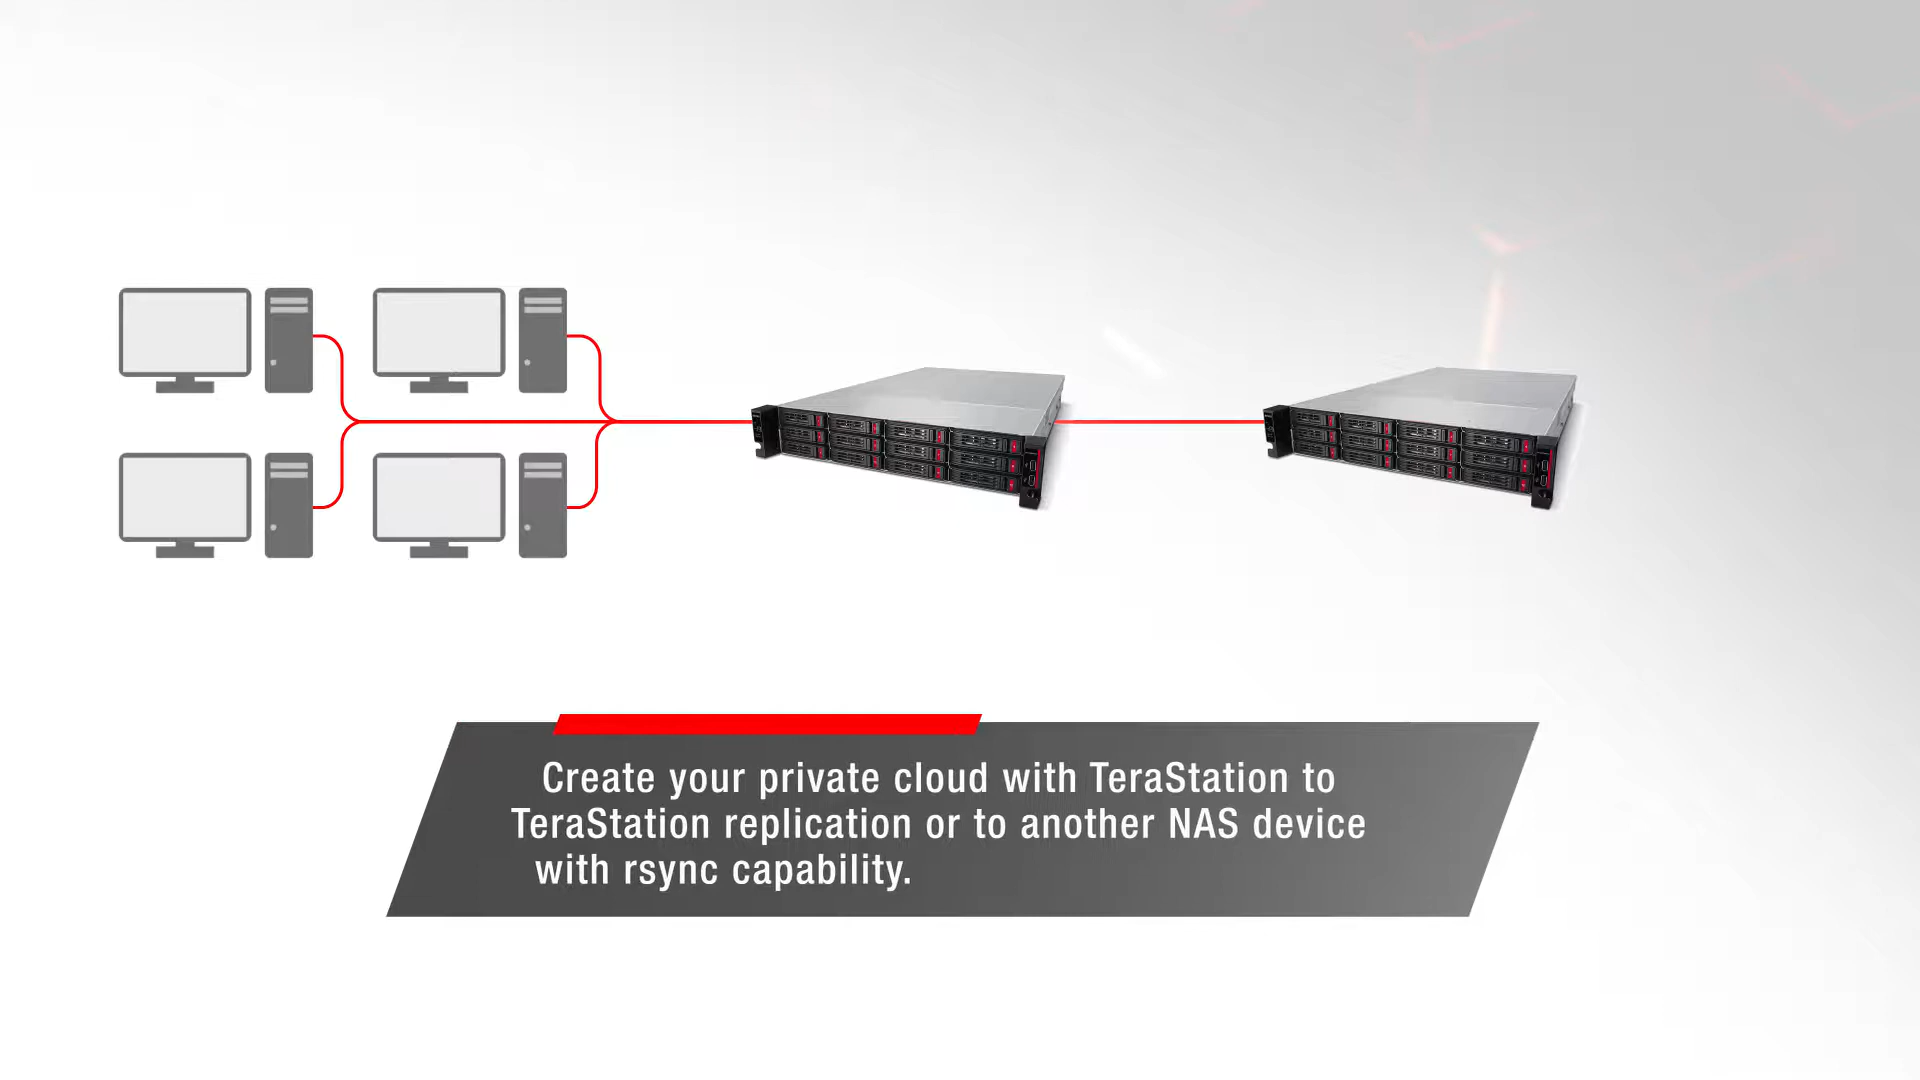 Create your private cloud with TeraStation to
TeraStation replication or to another NAS device
with rsync capability.